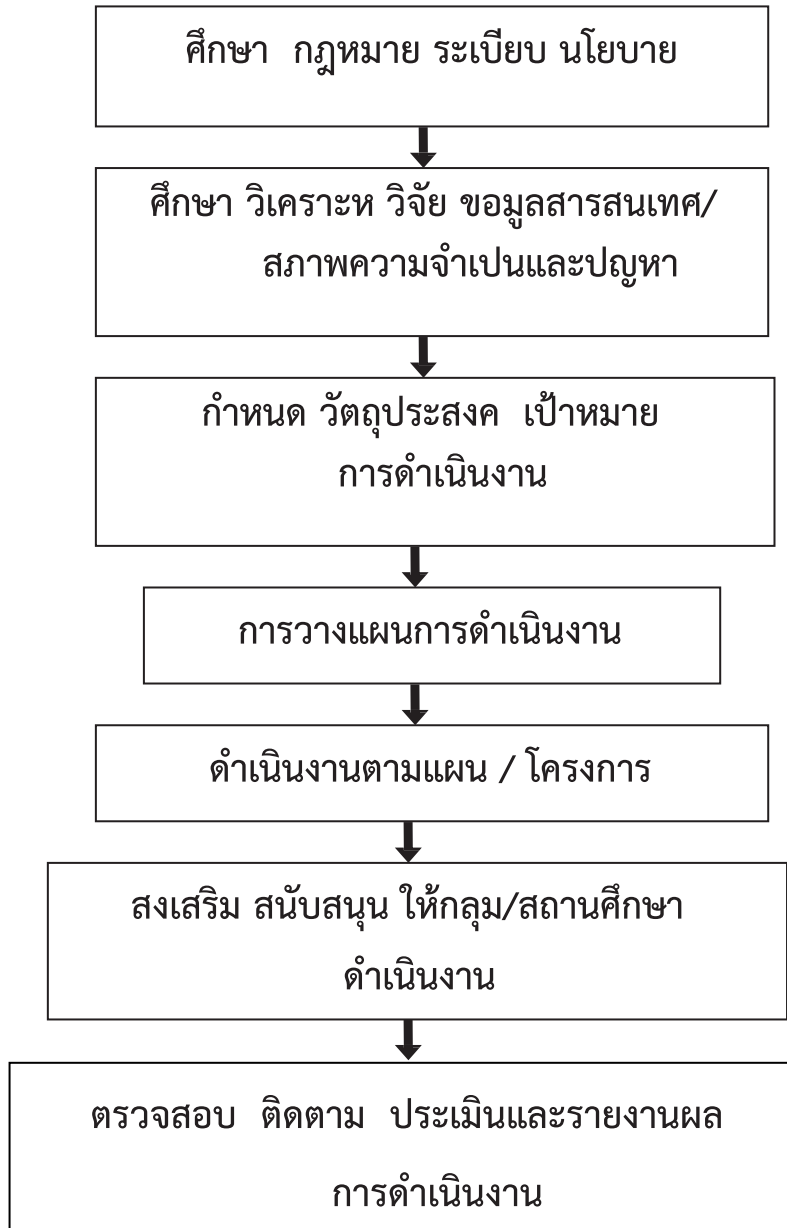 ศึกษา กฎหมาย ระเบียบ นโยบาย
ศึกษา วิเคราะห วิจัย ขอมูลสารสนเทศ/
สภาพความจําเปนและปญหา
กําหนด วัตถุประสงค เป้าหมาย
การดําเนินงาน
การวางแผนการดําเนินงาน
ดําเนินงานตามแผน / โครงการ
สงเสริม สนับสนุน ให้กลุม/สถานศึกษา
ดําเนินงาน
ตรวจสอบ ติดตาม ประเมินและรายงานผล
การดําเนินงาน